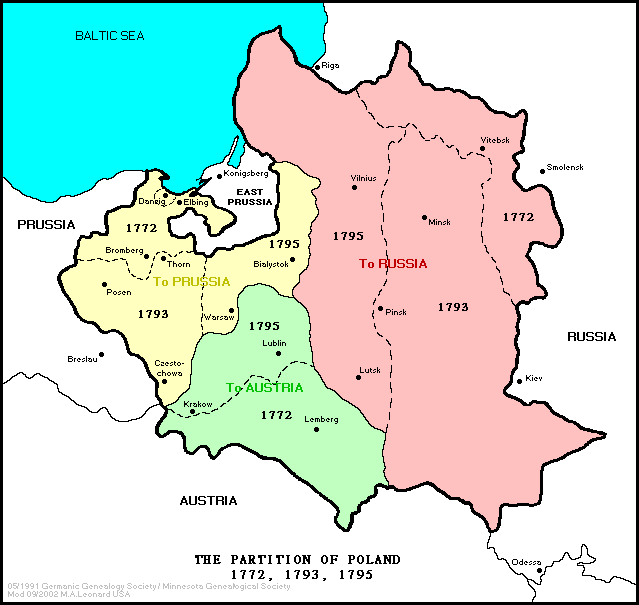 BALTIC SEA
Riga
Vitebsk
Smolensk
Konigsberg
EAST
PRUSSIA
Vilnius
Danzig
Elbing
PRUSSIA
1772
Minsk
1772
1795
1795
Bromberg
Thorn
Bialystok
To RUSSIA
To PRUSSIA
Posen
1793
Warsaw
Pinsk
1793
1795
RUSSIA
Lublin
Breslau
Czesto-
chowa
Lutsk
Kiev
To AUSTRIA
Krakow
1772
Lemberg
AUSTRIA
THE PARTITION OF POLAND
1772, 1793, 1795
Odessa
05/1991 Germanic Genealogy Society / Minnesota Genealogical Society
Mod 09/2002 M.A.Leonard USA